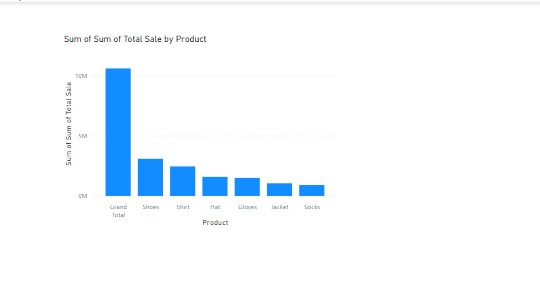 Sum of Sum of Total Sale by Product
Sum of Sum of Total Sale
10M
5M
0M
Grand Total
Shoes
Shirt
Hat
Gloves
Jacket
Socks
Product